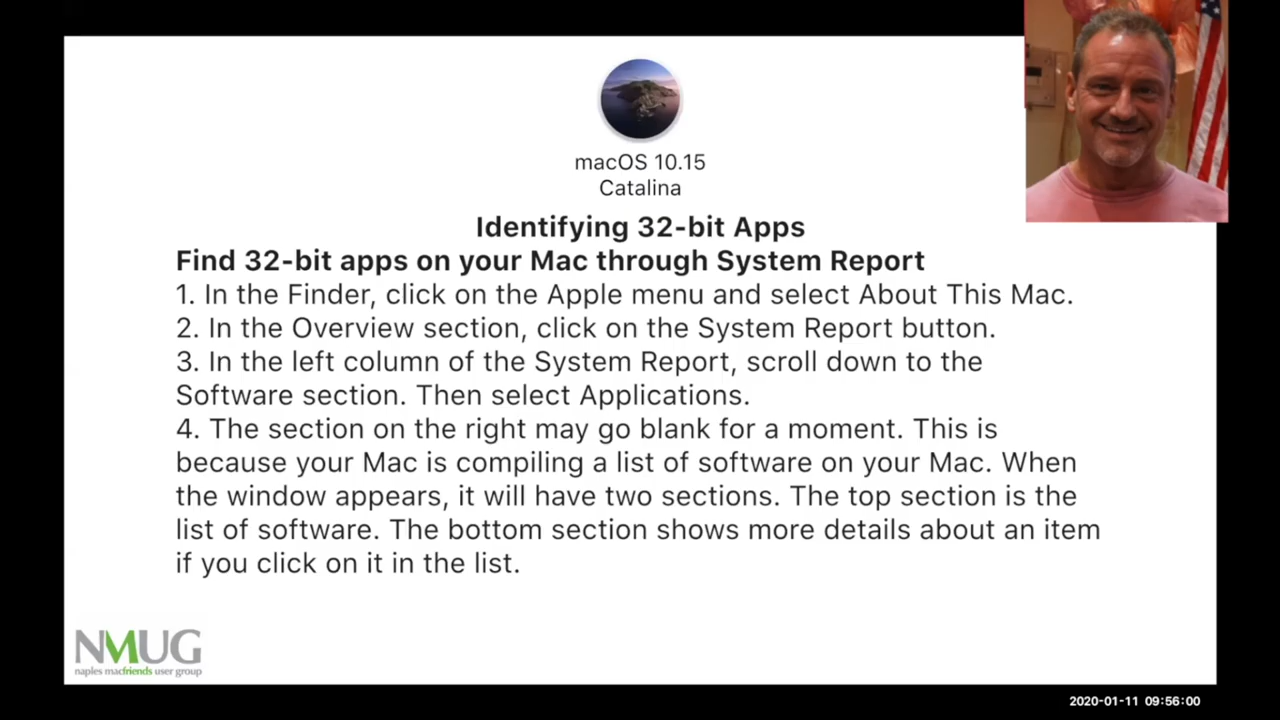 macOS 10.15
Catalina
Identifying 32-bit Apps
Find 32-bit apps on your Mac through System Report
1. In the Finder, click on the Apple menu and select About This Mac.
2. In the Overview section, click on the System Report button.
3. In the left column of the System Report, scroll down to the
Software section. Then select Applications.
4. The section on the right may go blank for a moment. This is
because your Mac is compiling a list of software on your Mac. When
the window appears, it will have two sections. The top section is the
list of software. The bottom section shows more details about an item
if you click on it in the list.
NMUG
naples macfriends user group
2020-01-11 09:56:00